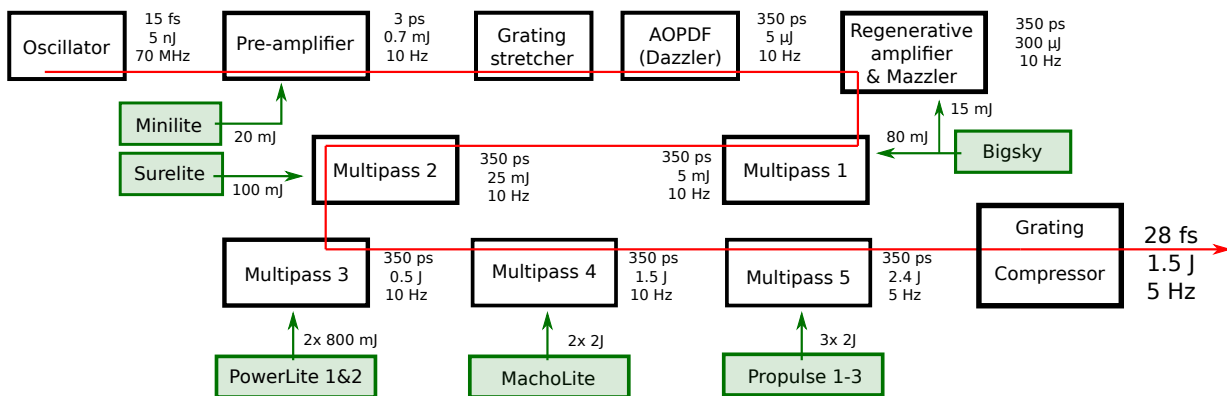 Oscillator
15 fs
5 nJ
70 MHz
Pre-amplifier
3 ps
0.7 mJ
10 Hz
Grating
stretcher
AOPDF
(Dazzler)
350 ps
5 µJ
10 Hz
Regenerative
amplifier
& Mazzler
350 ps
300 µJ
10 Hz
Minilite
20 mJ
15 mJ
80 mJ
Bigsky
Surelite
100 mJ
Multipass 2
350 ps
25 mJ
10 Hz
350 ps
5 mJ
10 Hz
Multipass 1
Multipass 3
350 ps
0.5 J
10 Hz
Multipass 4
350 ps
1.5 J
10 Hz
Multipass 5
350 ps
2.4 J
5 Hz
Grating
Compressor
28 fs
1.5 J
5 Hz
2x 800 mJ
2x 2J
3x 2J
PowerLite 1&2
MachoLite
Propulse 1-3